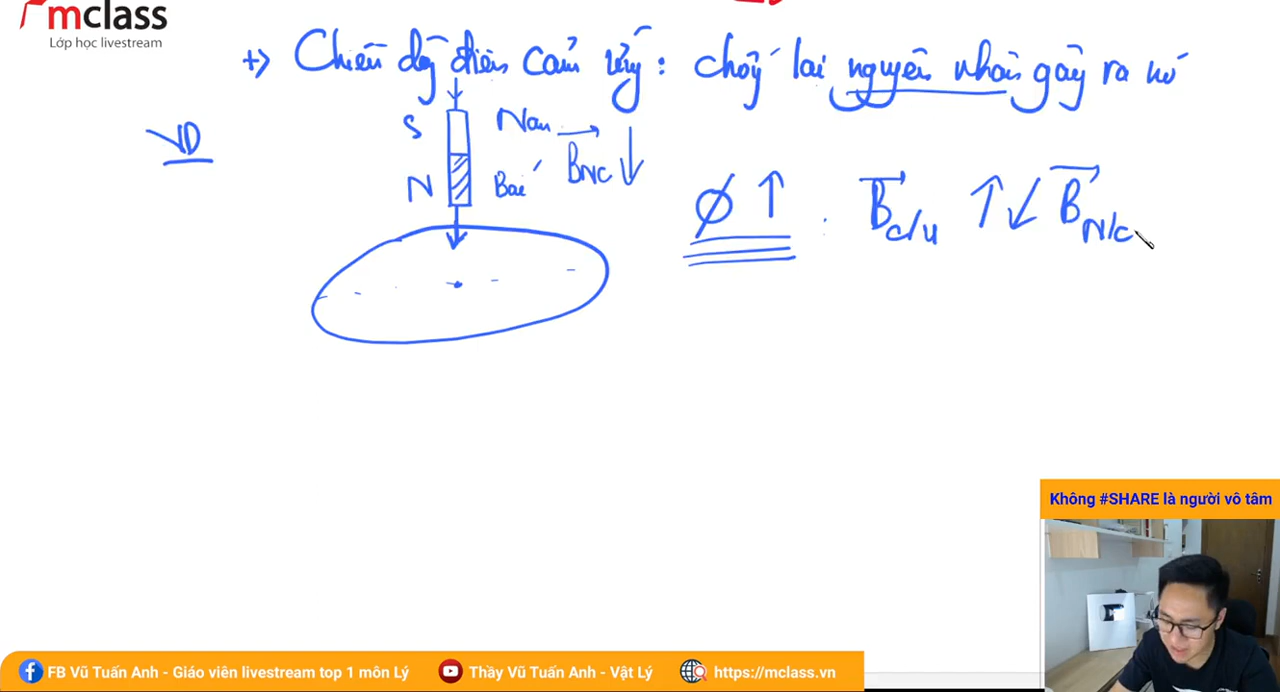 mclass
Lớp học livestream
+> Chiều dòng điện cảm ứng : chống lại nguyên nhân gây ra nó
VD
S Nam
N Bắc
B NC ↓
Ø ↑ : B c/ư ↑↙ B N/c
Không #SHARE là người vô tâm
FB Vũ Tuấn Anh - Giáo viên livestream top 1 môn Lý
Thầy Vũ Tuấn Anh - Vật Lý
https://mclass.vn